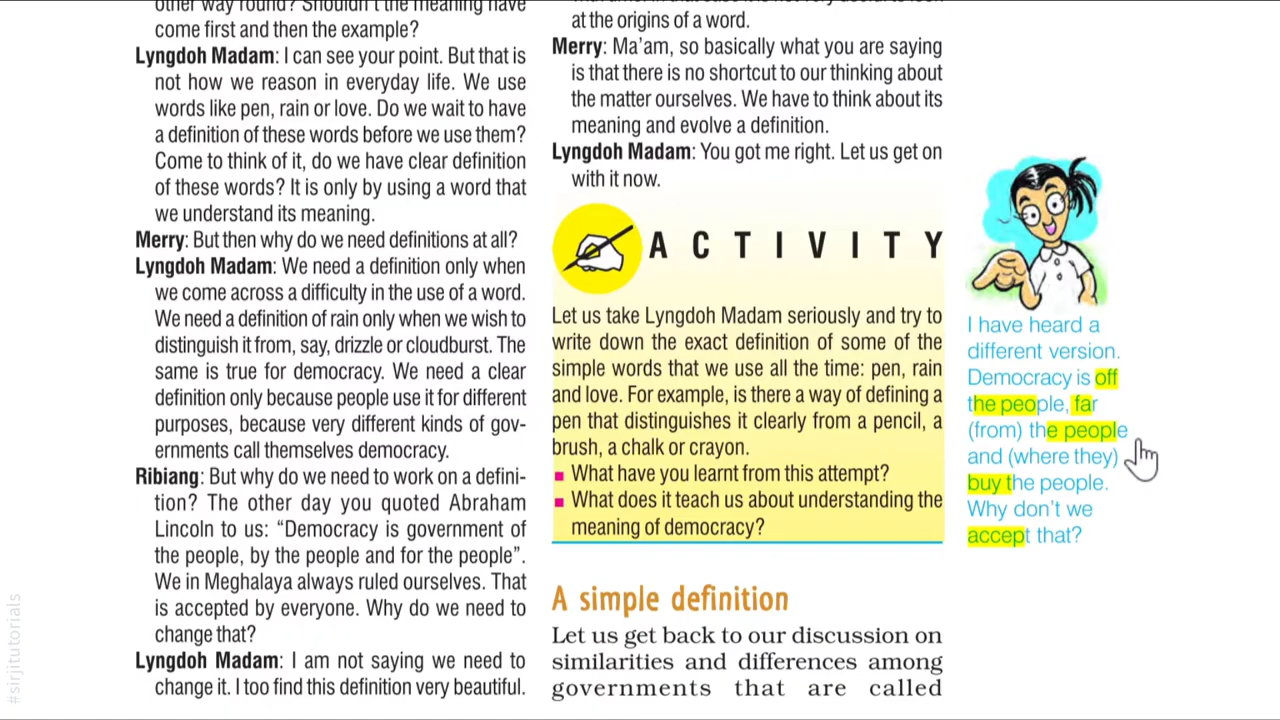 other way round? Shouldn't the meaning have
come first and then the example?
Lyngdoh Madam: I can see your point. But that is
not how we reason in everyday life. We use
words like pen, rain or love. Do we wait to have
a definition of these words before we use them?
Come to think of it, do we have clear definition
of these words? It is only by using a word that
we understand its meaning.
Merry: But then why do we need definitions at all?
Lyngdoh Madam: We need a definition only when
we come across a difficulty in the use of a word.
We need a definition of rain only when we wish to
distinguish it from, say, drizzle or cloudburst. The
same is true for democracy. We need a clear
definition only because people use it for different
purposes, because very different kinds of gov-
ernments call themselves democracy.
Ribiang: But why do we need to work on a defini-
tion? The other day you quoted Abraham
Lincoln to us: “Democracy is government of
the people, by the people and for the people”.
We in Meghalaya always ruled ourselves. That
is accepted by everyone. Why do we need to
change that?
Lyngdoh Madam: I am not saying we need to
change it. I too find this definition very beautiful.
at the origins of a word.
Merry: Ma’am, so basically what you are saying
is that there is no shortcut to our thinking about
the matter ourselves. We have to think about its
meaning and evolve a definition.
Lyngdoh Madam: You got me right. Let us get on
with it now.
ACTIVITY
Let us take Lyngdoh Madam seriously and try to
write down the exact definition of some of the
simple words that we use all the time: pen, rain
and love. For example, is there a way of defining a
pen that distinguishes it clearly from a pencil, a
brush, a chalk or crayon.
What have you learnt from this attempt?
What does it teach us about understanding the
meaning of democracy?
A simple definition
Let us get back to our discussion on
similarities and differences among
governments that are called
I have heard a
different version.
Democracy is off
the people, far
(from) the people
and (where they)
buy the people.
Why don’t we
accept that?
#sirjitutorials